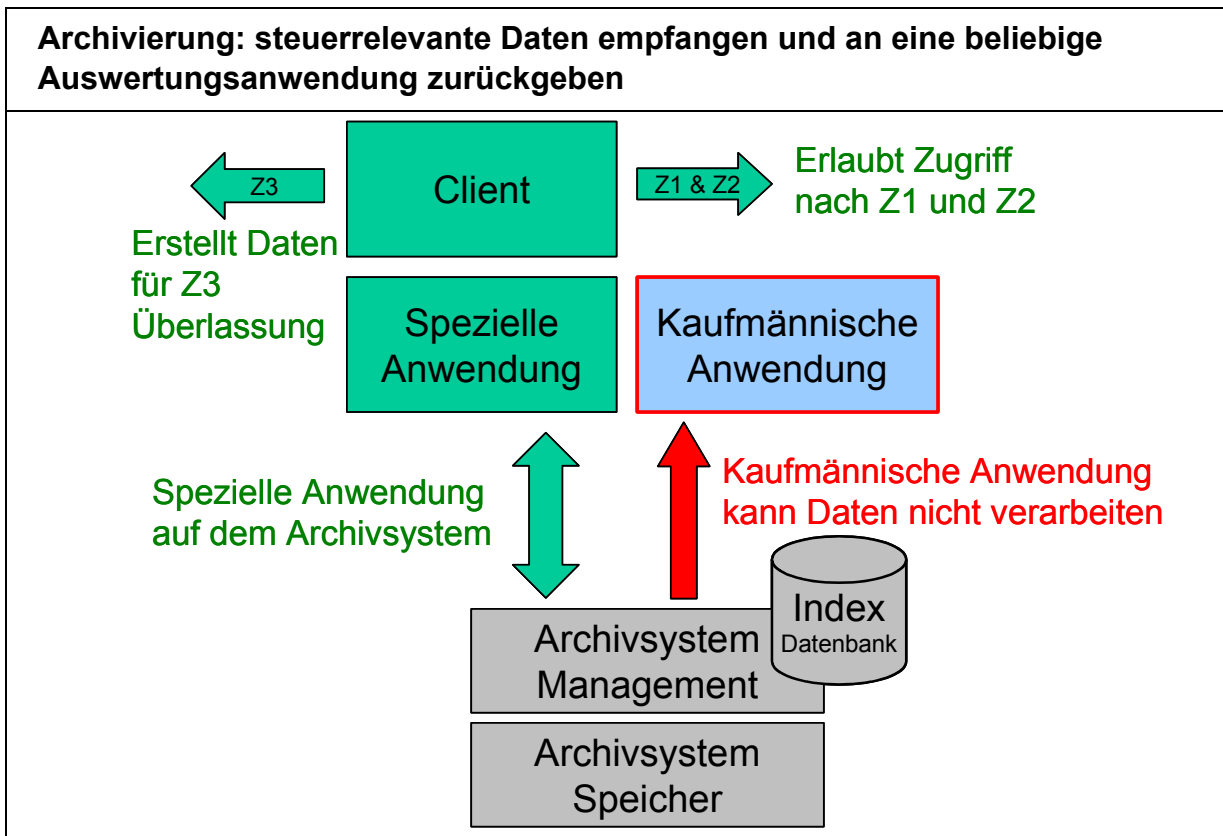 Archivierung: steuerrelevante Daten empfangen und an eine beliebige
Auswertungsanwendung zurückgeben
Z3
Client
Z1 & Z2
Erlaubt Zugriff
nach Z1 und Z2
Erstellt Daten
für Z3
Überlassung
Spezielle
Anwendung
Kaufmännische
Anwendung
Spezielle Anwendung
auf dem Archivsystem
Kaufmännische Anwendung
kann Daten nicht verarbeiten
Index
Datenbank
Archivsystem
Management
Archivsystem
Speicher